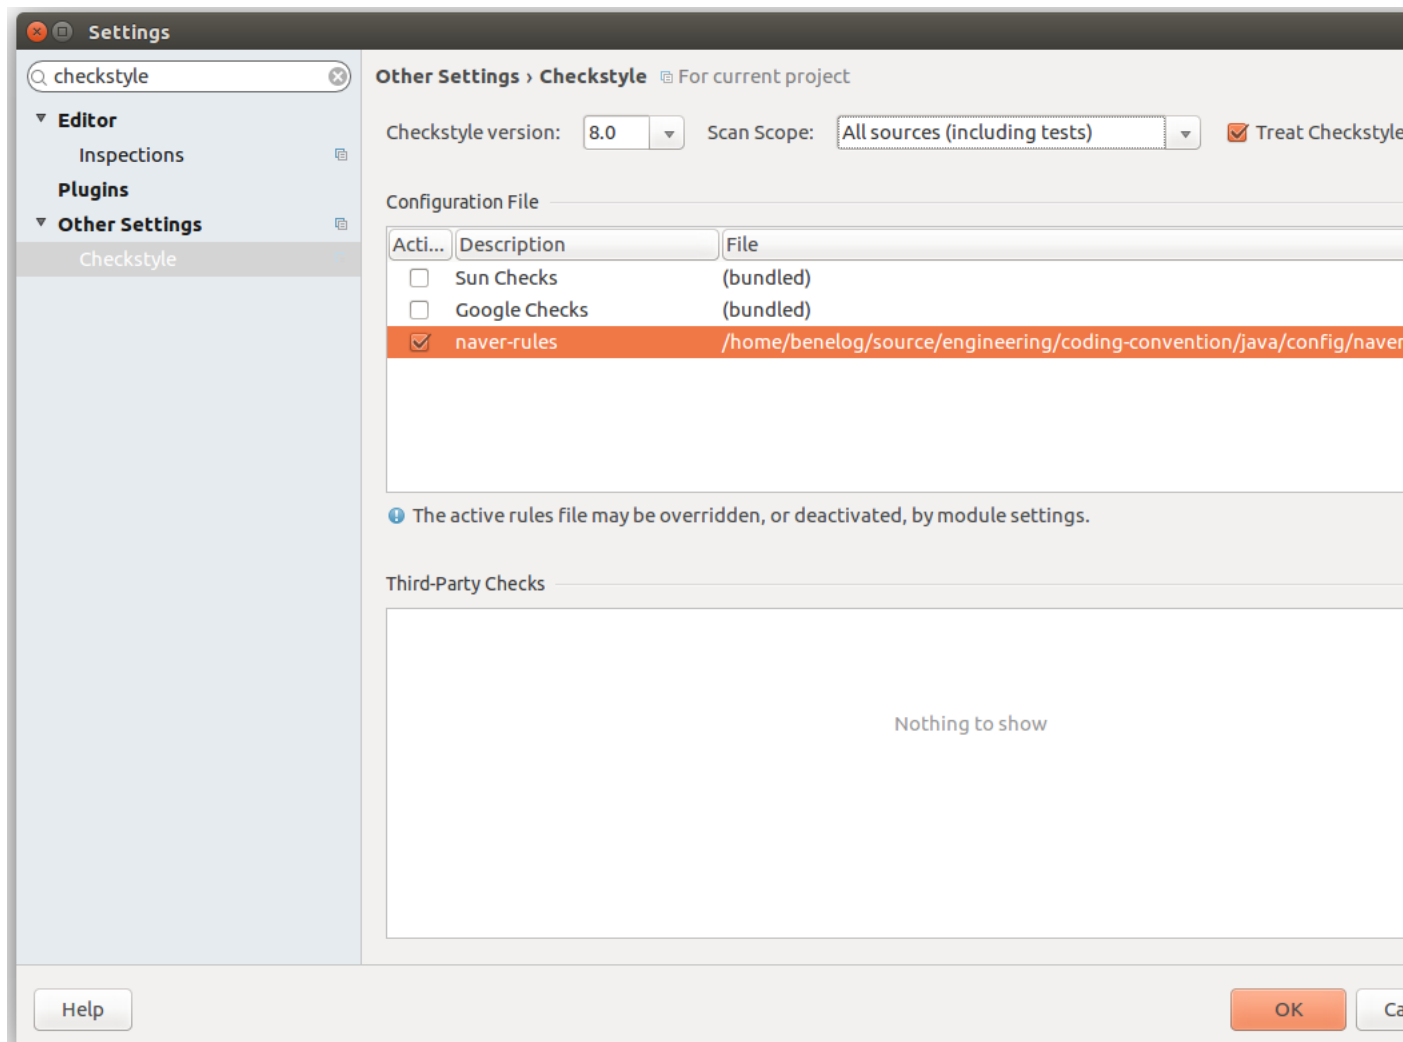 Settings
checkstyle
Editor
Inspections
Plugins
Other Settings
Checkstyle
Other Settings › Checkstyle For current project
Checkstyle version: 8.0 Scan Scope: All sources (including tests) Treat Checkstyle
Configuration File
Acti... Description File
Sun Checks (bundled)
Google Checks (bundled)
naver-rules /home/benelog/source/engineering/coding-convention/java/config/naver
The active rules file may be overridden, or deactivated, by module settings.
Third-Party Checks
Nothing to show
Help OK Ca